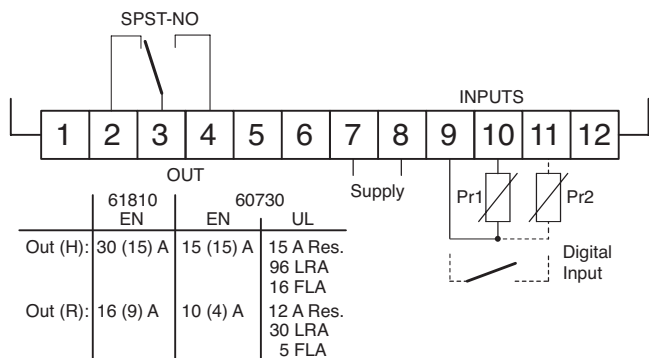 SPST-NO
INPUTS
1 2 3 4 5 6 7 8 9 10 11 12
OUT
Supply
Pr1
Pr2
Digital
Input
61810 60730
EN EN UL
Out (H): 30 (15) A 15 (15) A 15 A Res.
96 LRA
16 FLA
Out (R): 16 (9) A 10 (4) A 12 A Res.
30 LRA
5 FLA